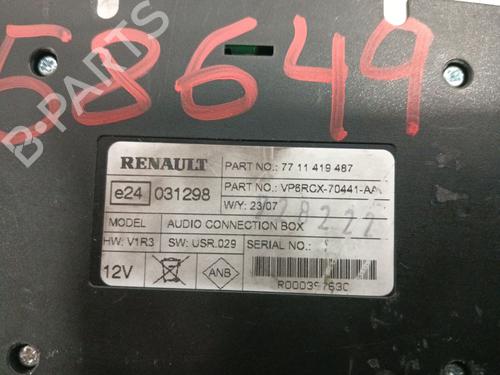 58649
B-PARTS
RENAULT
PART NO.: 77 11 419 487
e24 031298
PART NO.: VP6RCX-70441-AA
W/Y: 23/07
MODEL AUDIO CONNECTION BOX
HW: V1R3 SW: USR.029 SERIAL NO.:
12V ANB